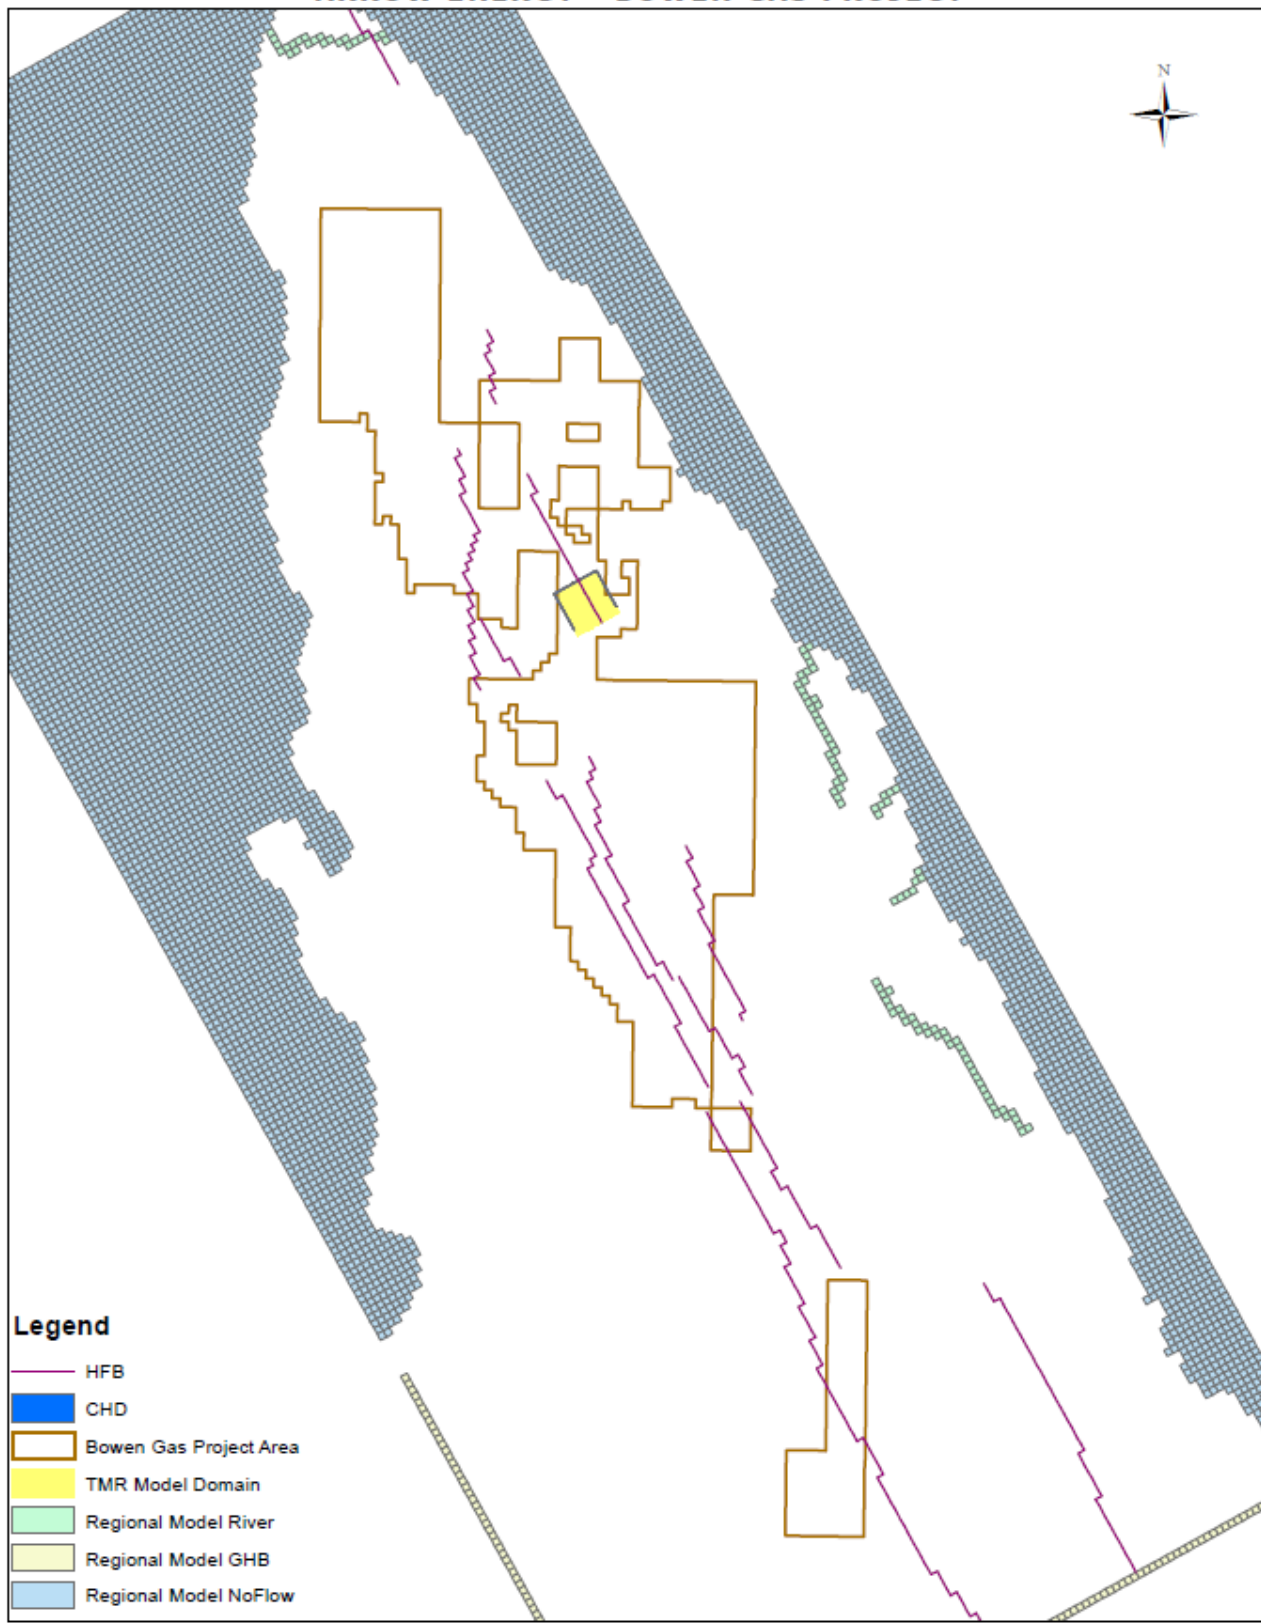 N
Legend
HFB
CHD
Bowen Gas Project Area
TMR Model Domain
Regional Model River
Regional Model GHB
Regional Model NoFlow